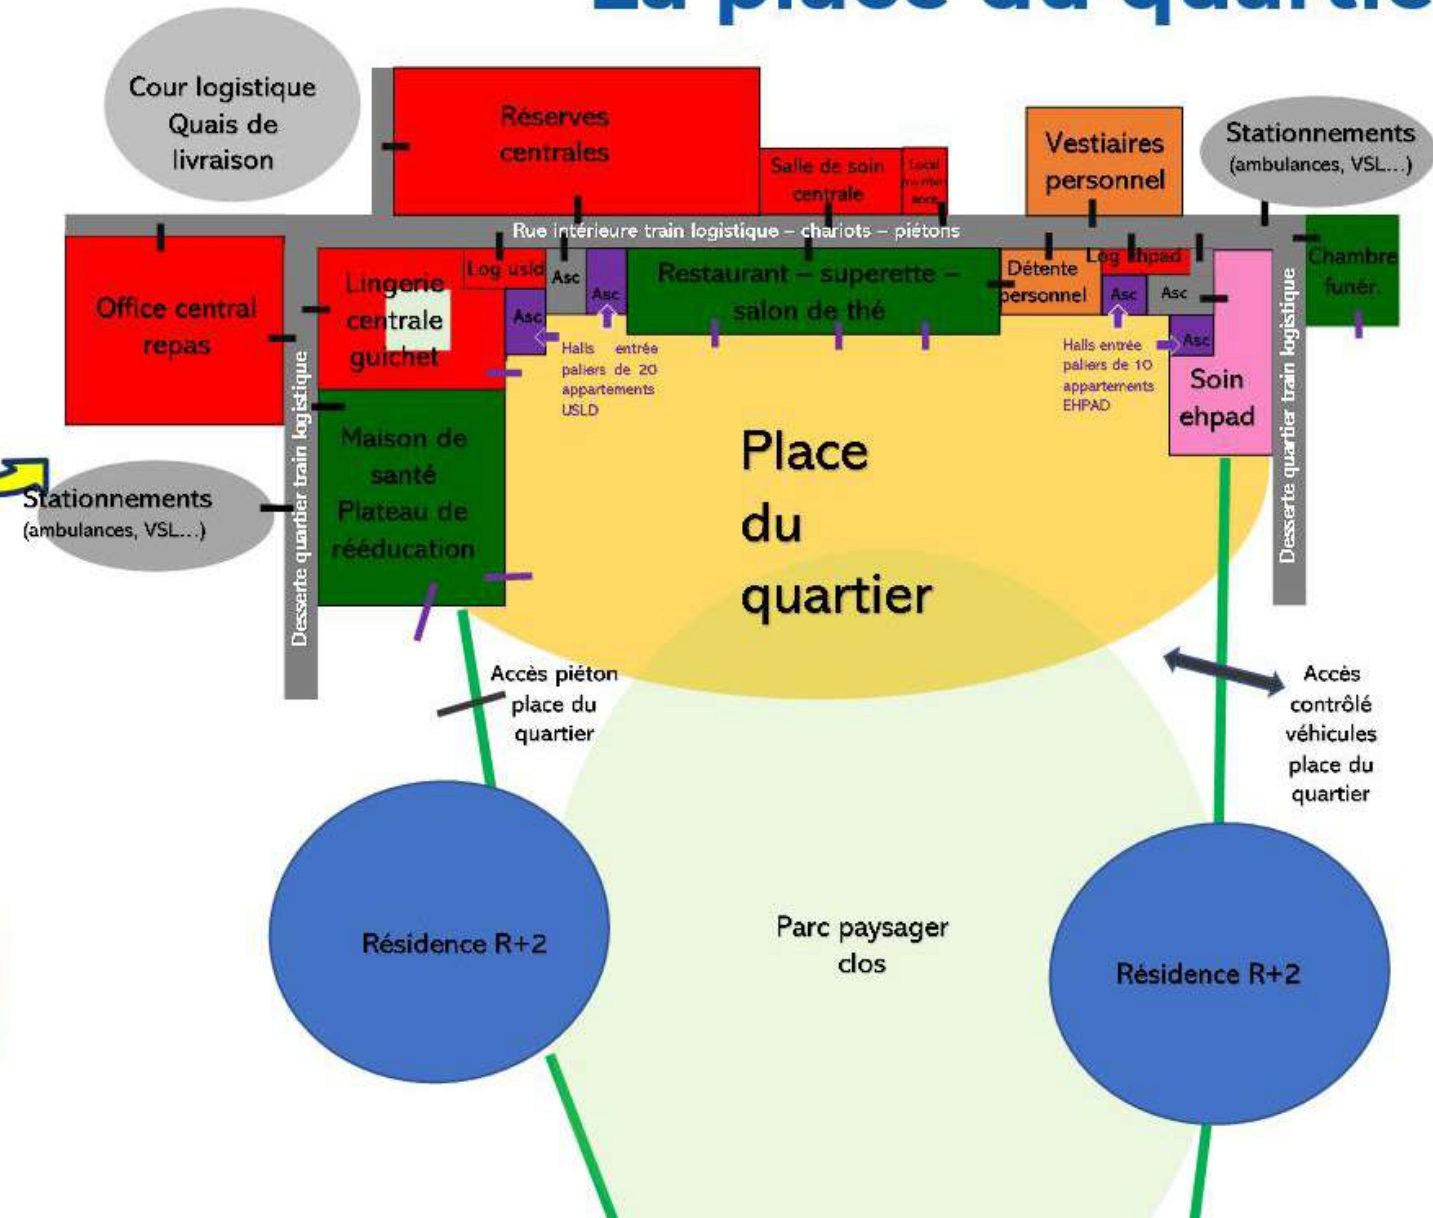 La place du quartie
Cour logistique
Quais de
livraison
Réserves
centrales
Salle de soin
centrale
Local
Vestiaires
personnel
Stationnements
(ambulances, VSL...)
Rue intérieure train logistique – chariots – piétons
Office central
repas
Lingerie
centrale
guichet
Log usld
Asc
Asc
Asc
Restaurant – superette –
salon de thé
Détente
personnel
Log ehpad
Asc
Asc
Asc
Chambre
funér.
Halls entrée
paliers de 20
appartements
USLD
Halls entrée
paliers de 10
appartements
EHPAD
Soin
ehpad
Desserte quartier train logistique
Desserte quartier train logistique
Maison de
santé
Plateau de
rééducation
Stationnements
(ambulances, VSL...)
Place
du
quartier
Accès piéton
place du
quartier
Accès
contrôlé
véhicules
place du
quartier
Résidence R+2
Parc paysager
clos
Résidence R+2